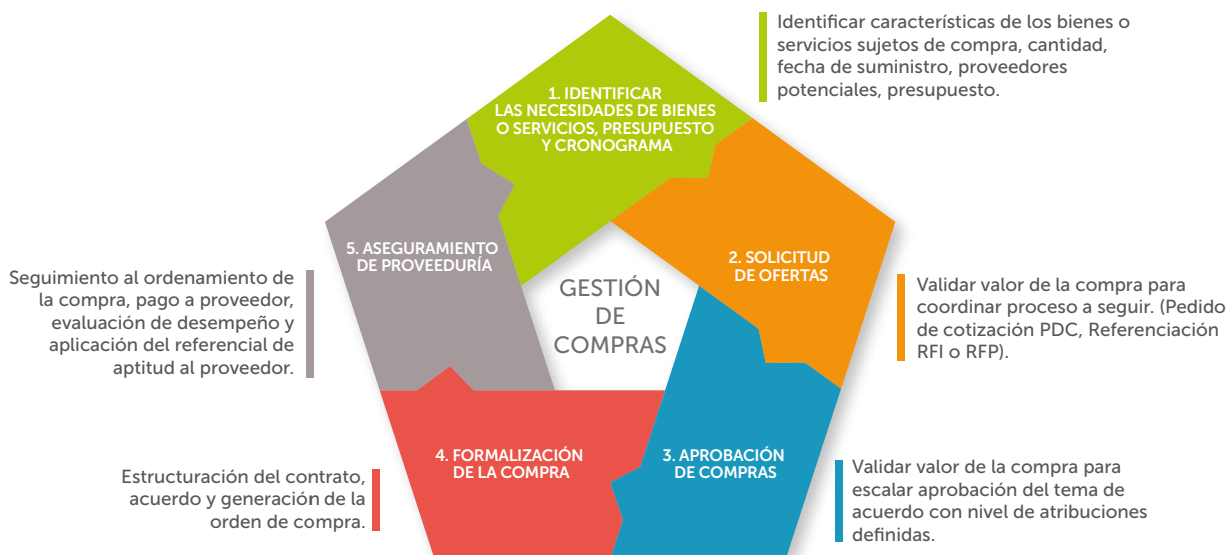 Identificar características de los bienes o
servicios sujetos de compra, cantidad,
fecha de suministro, proveedores
potenciales, presupuesto.
1. IDENTIFICAR
LAS NECESIDADES DE BIENES
O SERVICIOS, PRESUPUESTO
Y CRONOGRAMA
2. SOLICITUD
DE OFERTAS
Validar valor de la compra para
coordinar proceso a seguir. (Pedido
de cotización PDC, Referenciación
RFI o RFP).
3. APROBACIÓN
DE COMPRAS
Validar valor de la compra para
escalar aprobación del tema de
acuerdo con nivel de atribuciones
definidas.
4. FORMALIZACIÓN
DE LA COMPRA
Estructuración del contrato,
acuerdo y generación de la
orden de compra.
5. ASEGURAMIENTO
DE PROVEEDURÍA
Seguimiento al ordenamiento de
la compra, pago a proveedor,
evaluación de desempeño y
aplicación del referencial de
aptitud al proveedor.
GESTIÓN
DE
COMPRAS